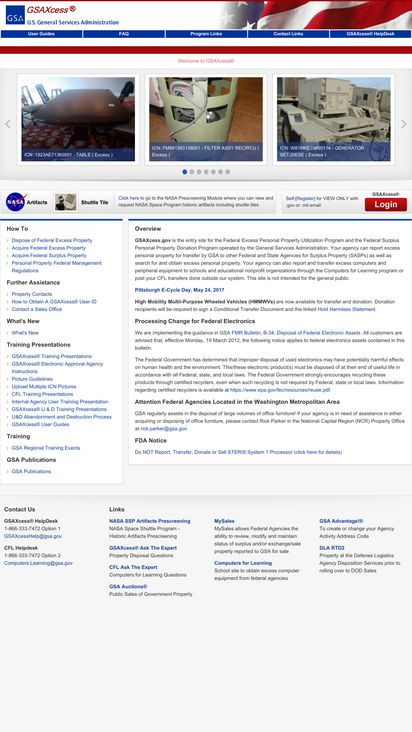 GSA
GSAXcess®
U.S. General Services Administration
User Guides
FAQ
Program Links
Contact Links
GSAXcess® HelpDesk
Welcome to GSAXcess®
ICN: 1923AE71360001 - TABLE ( Excess )
ICN: FM891263138001 - FILTER ASSY RECIRCU (
Excess )
SET,DIESE ( Excess )
NASA Artifacts
Shuttle Tile
Click here to go to the NASA Prescreening Module where you can view and
request NASA Space Program historic artifacts including shuttle tiles.
Self-[Register] for VIEW ONLY with
.gov or .mil email
GSAXcess®
Login
How To
Dispose of Federal Excess Property
Acquire Federal Excess Property
Acquire Federal Surplus Property
Personal Property Federal Management
Regulations
Further Assistance
Property Contacts
How to Obtain A GSAXcess® User ID
Contact a Sales Office
What's New
What's New
Training Presentations
GSAXcess® Training Presentations
GSAXcess® Electronic Approval Agency
Instructions
Picture Guidelines
Upload Multiple ICN Pictures
CFL Training Presentations
Internal Agency User Training Presentation
GSAXcess® U & D Training Presentations
U&D Abandonment and Destruction Process
GSAXcess® User Guides
Training
GSA Regional Training Events
GSA Publications
GSA Publications
Overview
GSAXcess.gov is the entry site for the Federal Excess Personal Property Utilization Program and the Federal Surplus
Personal Property Donation Program operated by the General Services Administration. Your agency can report excess
personal property for transfer by GSA to other Federal and State Agencies for Surplus Property (SASPs) as well as
search for and obtain excess personal property. Your agency can also report and transfer excess computers and
peripheral equipment to schools and educational nonprofit organizations through the Computers for Learning program or
post your CFL transfers done outside our system. This site is not intended for the general public.
Pittsburgh E-Cycle Day, May 24, 2017
High Mobility Multi-Purpose Wheeled Vehicles (HMMWVs) are now available for transfer and donation. Donation
recipients will be required to sign a Conditional Transfer Document and the linked Hold Harmless Statement.
Processing Change for Federal Electronics
We are implementing the guidance in GSA FMR Bulletin, B-34, Disposal of Federal Electronic Assets. All customers are
advised that, effective Monday, 19 March 2012, the following notice applies to federal electronics assets contained in this
bulletin.
The Federal Government has determined that improper disposal of used electronics may have potentially harmful effects
on human health and the environment. This/these electronic product(s) must be disposed of at their end of useful life in
accordance with all Federal, state, and local laws. The Federal Government strongly encourages recycling these
products through certified recyclers, even when such recycling is not required by Federal, state or local laws. Information
regarding certified recyclers is available at https://www.epa.gov/fec/resources/reuse.pdf.
Attention Federal Agencies Located in the Washington Metropolitan Area
GSA regularly assists in the disposal of large volumes of office furniture! If your agency is in need of assistance in either
acquiring or disposing of office furniture, please contact Rick Parker in the National Capital Region (NCR) Property Office
at rick.parker@gsa.gov.
FDA Notice
Do NOT Report, Transfer, Donate or Sell STERIS System 1 Processor (click here for details)
Contact Us
GSAXcess® HelpDesk
1-866-333-7472 Option 1
GSAXcessHelp@gsa.gov
CFL Helpdesk
1-866-333-7472 Option 2
Computers.Learning@gsa.gov
Links
NASA SSP Artifacts Prescreening
NASA Space Shuttle Program -
Historic Artifacts Prescreening
GSAXcess® Ask The Expert
Property Disposal Questions
CFL Ask The Expert
Computers for Learning Questions
GSA Auctions®
Public Sales of Government Property
MySales
MySales allows Federal Agencies the
ability to review, modify and maintain
status of surplus and/or exchange/sale
property reported to GSA for sale
Computers for Learning
School site to obtain excess computer
equipment from federal agencies
GSA Advantage!®
To create or change your Agency
Activity Address Code
DLA RTD2
Property at the Defense Logistics
Agency Disposition Services prior to
rolling over to DOD Sales